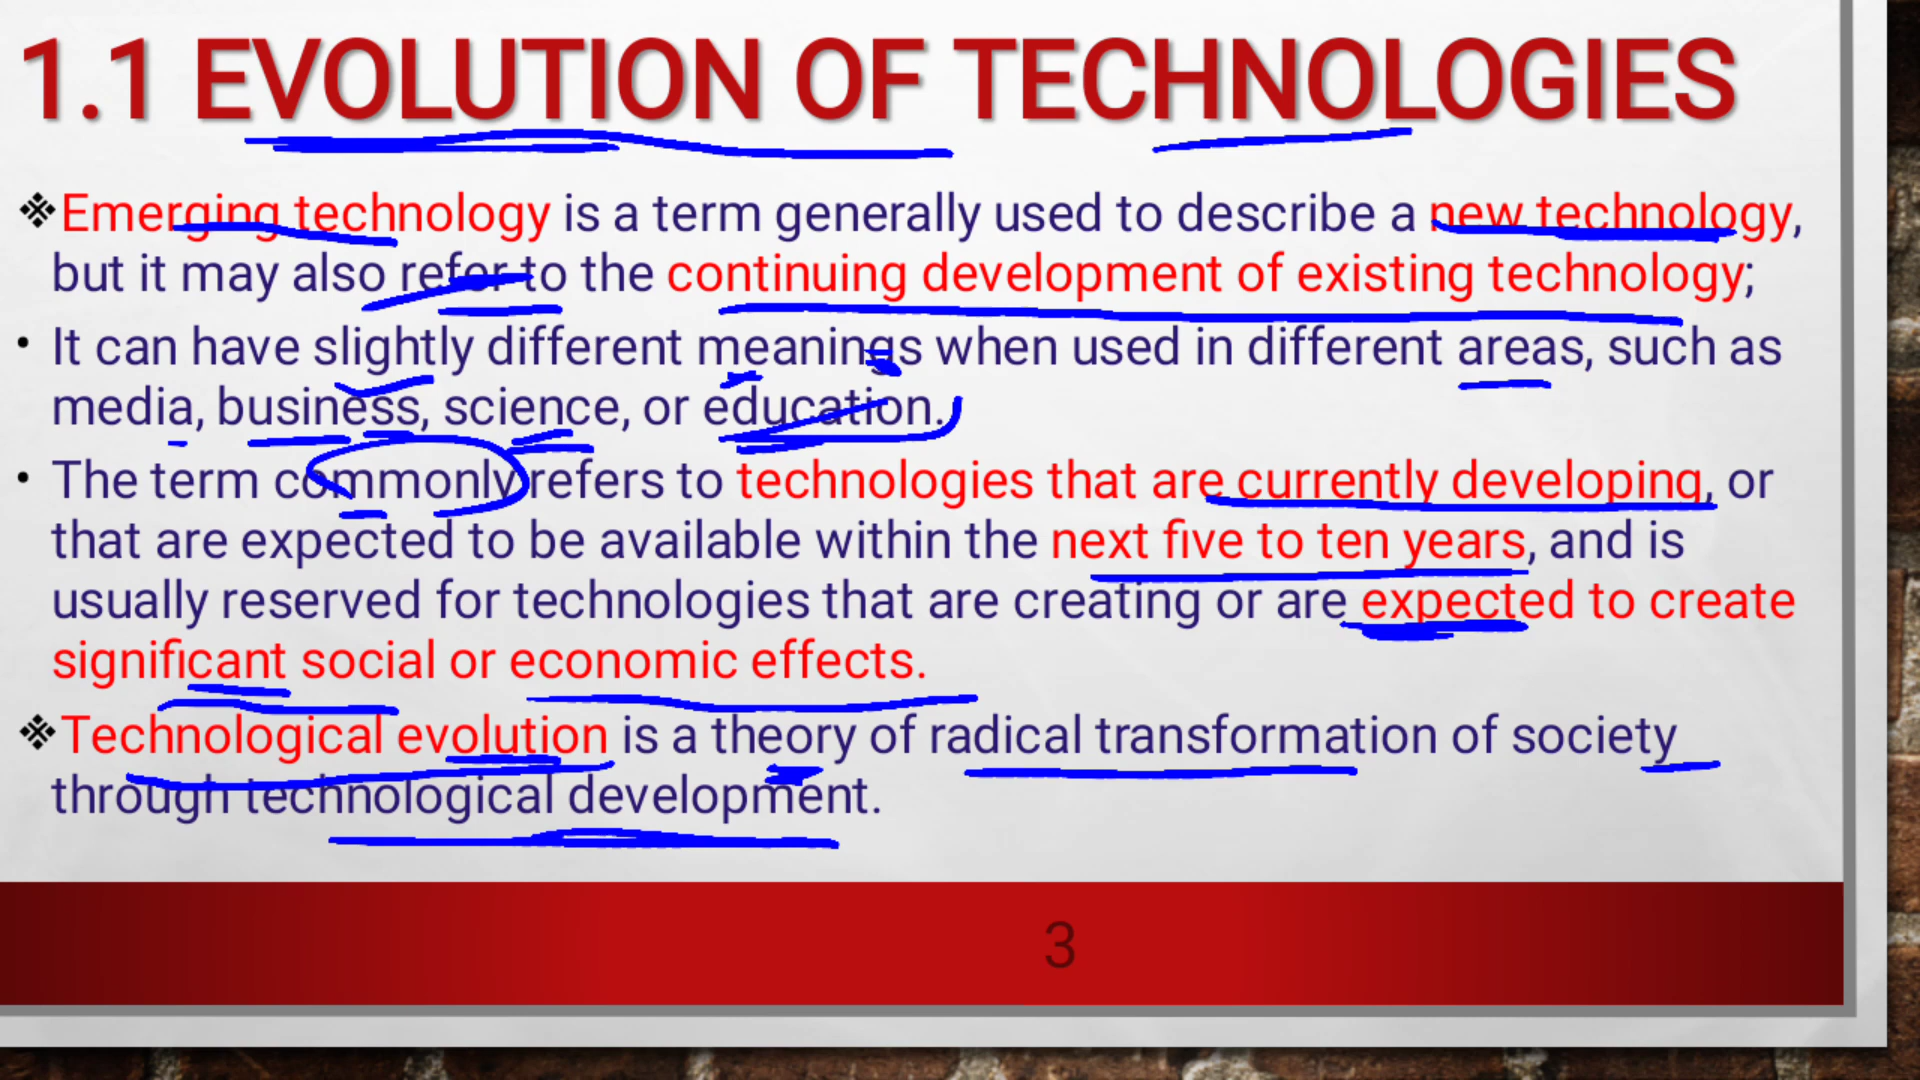 1.1 EVOLUTION OF TECHNOLOGIES
❖Emerging technology is a term generally used to describe a new technology,
but it may also refer to the continuing development of existing technology;
• It can have slightly different meanings when used in different areas, such as
media, business, science, or education.
• The term commonly refers to technologies that are currently developing, or
that are expected to be available within the next five to ten years, and is
usually reserved for technologies that are creating or are expected to create
significant social or economic effects.
❖Technological evolution is a theory of radical transformation of society
through technological development.
3